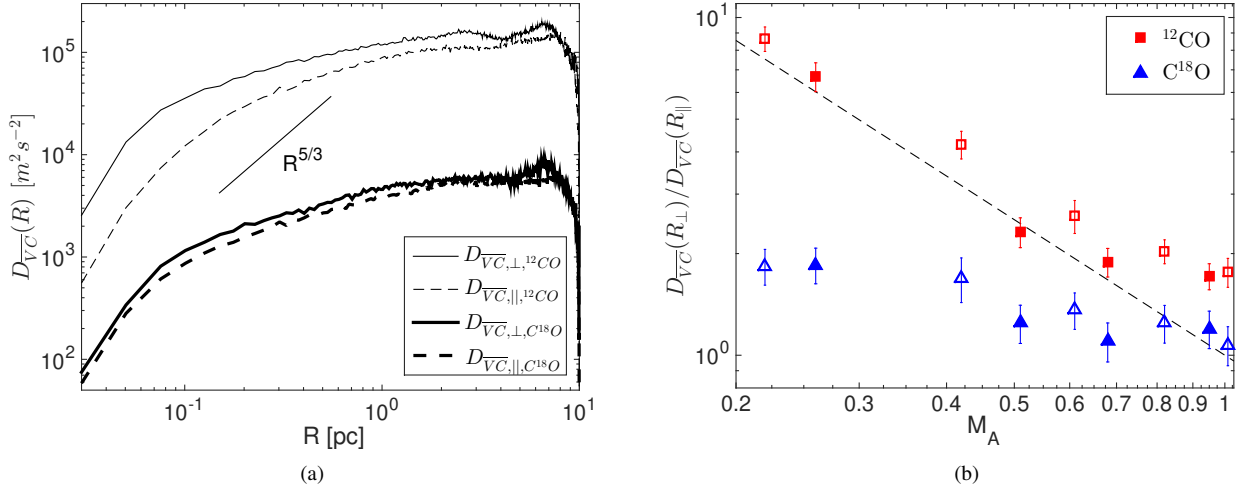 D_{\overline{VC}}(R) [m^2 s^{-2}]
10^5
10^4
10^3
10^2
R^{5/3}
D_{\overline{VC},⊥,^{12}CO}
D_{\overline{VC},||,^{12}CO}
D_{\overline{VC},⊥,C^{18}O}
D_{\overline{VC},||,C^{18}O}
10^{-1} 10^0 10^1
R [pc]
(a)
D_{\overline{VC}}(R_⊥)/D_{\overline{VC}}(R_{||})
10^1
10^0
^{12}CO
C^{18}O
0.2 0.3 0.4 0.5 0.6 0.7 0.8 0.9 1
M_A
(b)